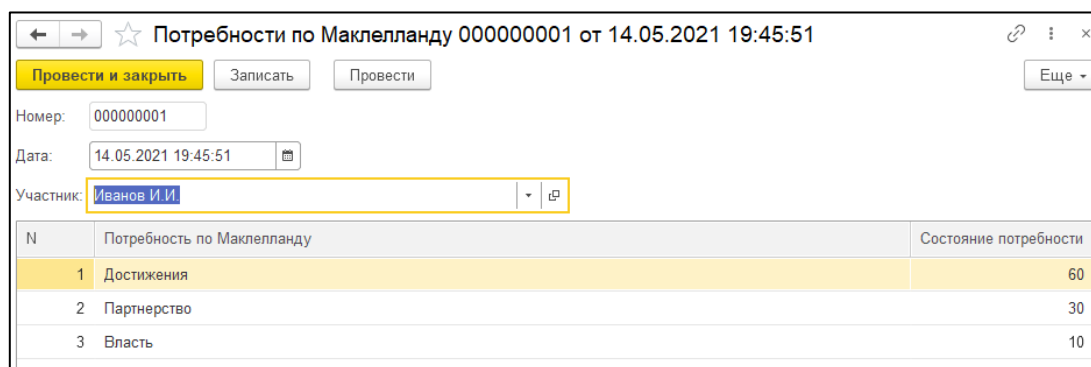 Потребности по Маклелланду 000000001 от 14.05.2021 19:45:51
Провести и закрыть Записать Провести Еще
Номер: 000000001
Дата: 14.05.2021 19:45:51
Участник: Иванов И.И.
N Потребность по Маклелланду Состояние потребности
1 Достижения 60
2 Партнерство 30
3 Власть 10